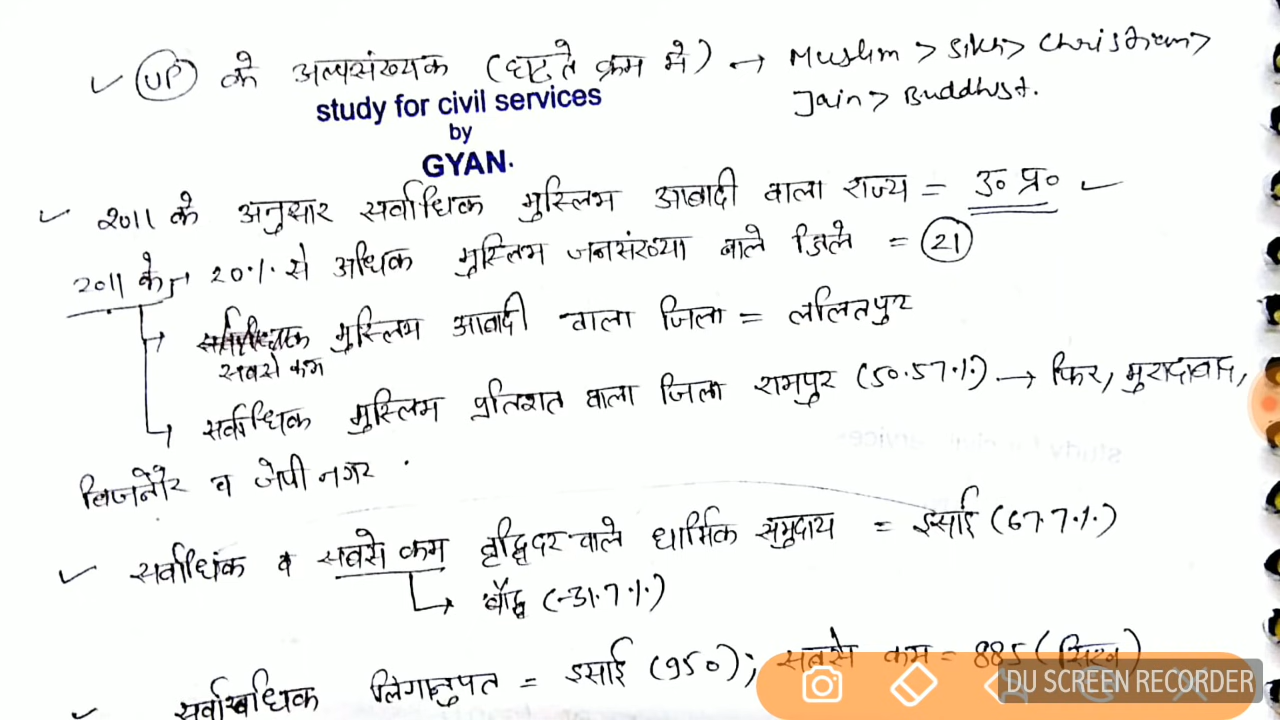 UP के अल्पसंख्यक (घटते क्रम मे) → Muslim > Sikh > Christian >
Jain > Buddhist.
study for civil services
by
GYAN.
2011 के अनुसार सर्वाधिक मुस्लिम आबादी वाला राज्य = उ० प्र०
2011 के → 20% से अधिक मुस्लिम जनसंख्या वाले जिले = 21
मुस्लिम आबादी वाला जिला = ललितपुर
सबसे कम
सर्वाधिक मुस्लिम प्रतिशत वाला जिला रामपुर (50.57%) → फिर, मुरादाबाद,
बिजनौर व जेपी नगर
सर्वाधिक व सबसे कम वृद्धिदर वाले धार्मिक समुदाय = इसाई (67.7%)
बौद्ध (-31.7%)
सर्वाधिक लिंगानुपत = इसाई (950); सबसे कम = 885 (सिख)
DU SCREEN RECORDER